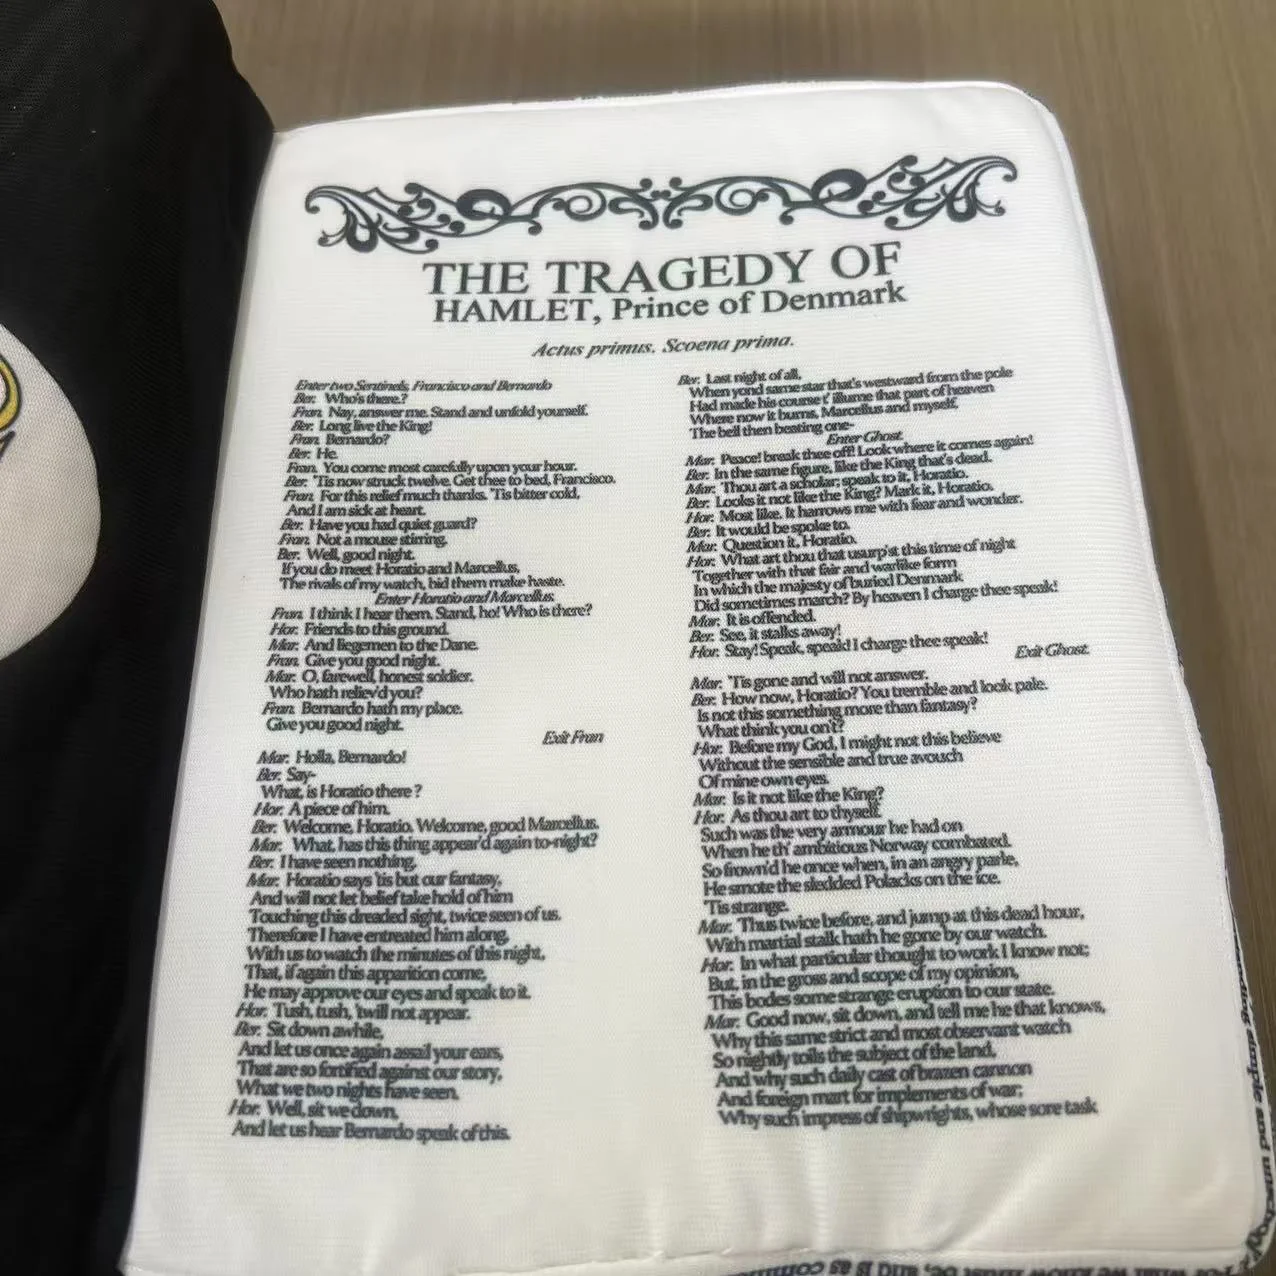 THE TRAGEDY OF
HAMLET, Prince of Denmark
Actus primus. Scoena prima.
Enter two Sentinels, Francisco and Bernardo
Ber. Who's there?
Fran. Nay, answer me. Stand and unfold yourself.
Ber. Long live the King!
Fran. Bernardo?
Ber. He.
Fran. You come most carefully upon your hour.
Ber. 'Tis now struck twelve. Get thee to bed, Francisco.
Fran. For this relief much thanks. 'Tis bitter cold,
And I am sick at heart.
Ber. Have you had quiet guard?
Fran. Not a mouse stirring.
Ber. Well, good night.
If you do meet Horatio and Marcellus,
The rivals of my watch, bid them make haste.
Enter Horatio and Marcellus.
Fran. I think I hear them. Stand, ho! Who is there?
Hor. Friends to this ground.
Mar. And liegemen to the Dane.
Fran. Give you good night.
Mar. O, farewell, honest soldier.
Who hath reliev'd you?
Fran. Bernardo hath my place.
Give you good night.
Exit Fran
Mar. Holla, Bernardo!
Ber. Say-
What, is Horatio there ?
Hor. A piece of him.
Ber. Welcome, Horatio. Welcome, good Marcellus.
Mar. What, has this thing appear'd again to-night?
Ber. I have seen nothing.
Mar. Horatio says 'tis but our fantasy,
And will not let belief take hold of him
Touching this dreaded sight, twice seen of us.
Therefore I have entreated him along,
With us to watch the minutes of this night,
That, if again this apparition come,
He may approve our eyes and speak to it.
Hor. Tush, tush, 'twill not appear.
Ber. Sit down awhile,
And let us once again assail your ears,
That are so fortified against our story,
What we two nights have seen.
Hor. Well, sit we down,
And let us hear Bernardo speak of this.
Ber. Last night of all,
When yond same star that's westward from the pole
Had made his course t' illume that part of heaven
Where now it burns, Marcellus and myself,
The bell then beating one-
Enter Ghost.
Mar. Peace! break thee off! Look where it comes again!
Ber. In the same figure, like the King that's dead.
Mar. Thou art a scholar; speak to it, Horatio.
Ber. Looks it not like the King? Mark it, Horatio.
Hor. Most like. It harrows me with fear and wonder.
Ber. It would be spoke to.
Mar. Question it, Horatio.
Hor. What art thou that usurp'st this time of night
Together with that fair and warlike form
In which the majesty of buried Denmark
Did sometimes march? By heaven I charge thee speak!
Mar. It is offended.
Ber. See, it stalks away!
Hor. Stay! Speak, speak! I charge thee speak!
Exit Ghost.
Mar. 'Tis gone and will not answer.
Ber. How now, Horatio? You tremble and look pale.
Is not this something more than fantasy?
What think you on't?
Hor. Before my God, I might not this believe
Without the sensible and true avouch
Of mine own eyes.
Mar. Is it not like the King?
Hor. As thou art to thyself.
Such was the very armour he had on
When he th' ambitious Norway combated.
So frown'd he once when, in an angry parle,
He smote the sledded Polacks on the ice.
'Tis strange.
Mar. Thus twice before, and jump at this dead hour,
With martial stalk hath he gone by our watch.
Hor. In what particular thought to work I know not;
But, in the gross and scope of my opinion,
This bodes some strange eruption to our state.
Mar. Good now, sit down, and tell me he that knows,
Why this same strict and most observant watch
So nightly toils the subject of the land,
And why such daily cast of brazen cannon
And foreign mart for implements of war;
Why such impress of shipwrights, whose sore task